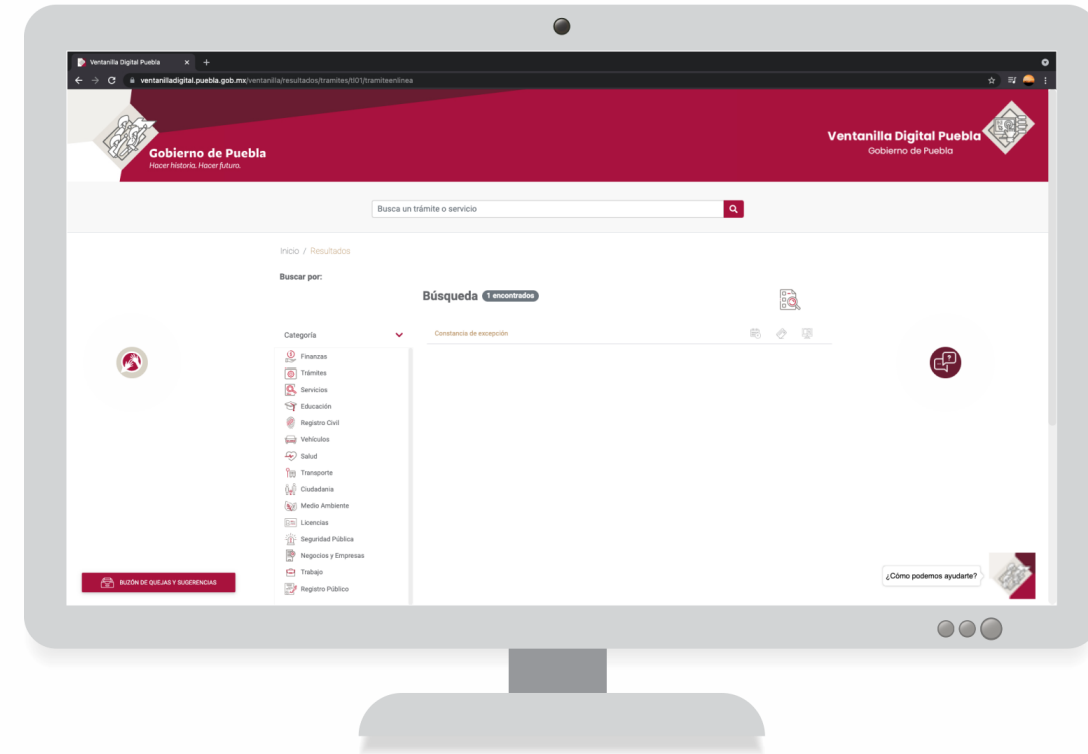 Ventanilla Digital Puebla
ventanilladigital.puebla.gob.mx/ventanilla/resultados/tramites/tl01/tramiteenlinea
Gobierno de Puebla
Hacer historia. Hacer futuro.
Ventanilla Digital Puebla
Gobierno de Puebla
Busca un trámite o servicio
Inicio / Resultados
Buscar por:
Búsqueda 1 encontrados
Categoría
Constancia de excepción
Finanzas
Trámites
Servicios
Educación
Registro Civil
Vehículos
Salud
Transporte
Ciudadania
Medio Ambiente
Licencias
Seguridad Pública
Negocios y Empresas
Trabajo
Registro Público
BUZÓN DE QUEJAS Y SUGERENCIAS
¿Cómo podemos ayudarte?